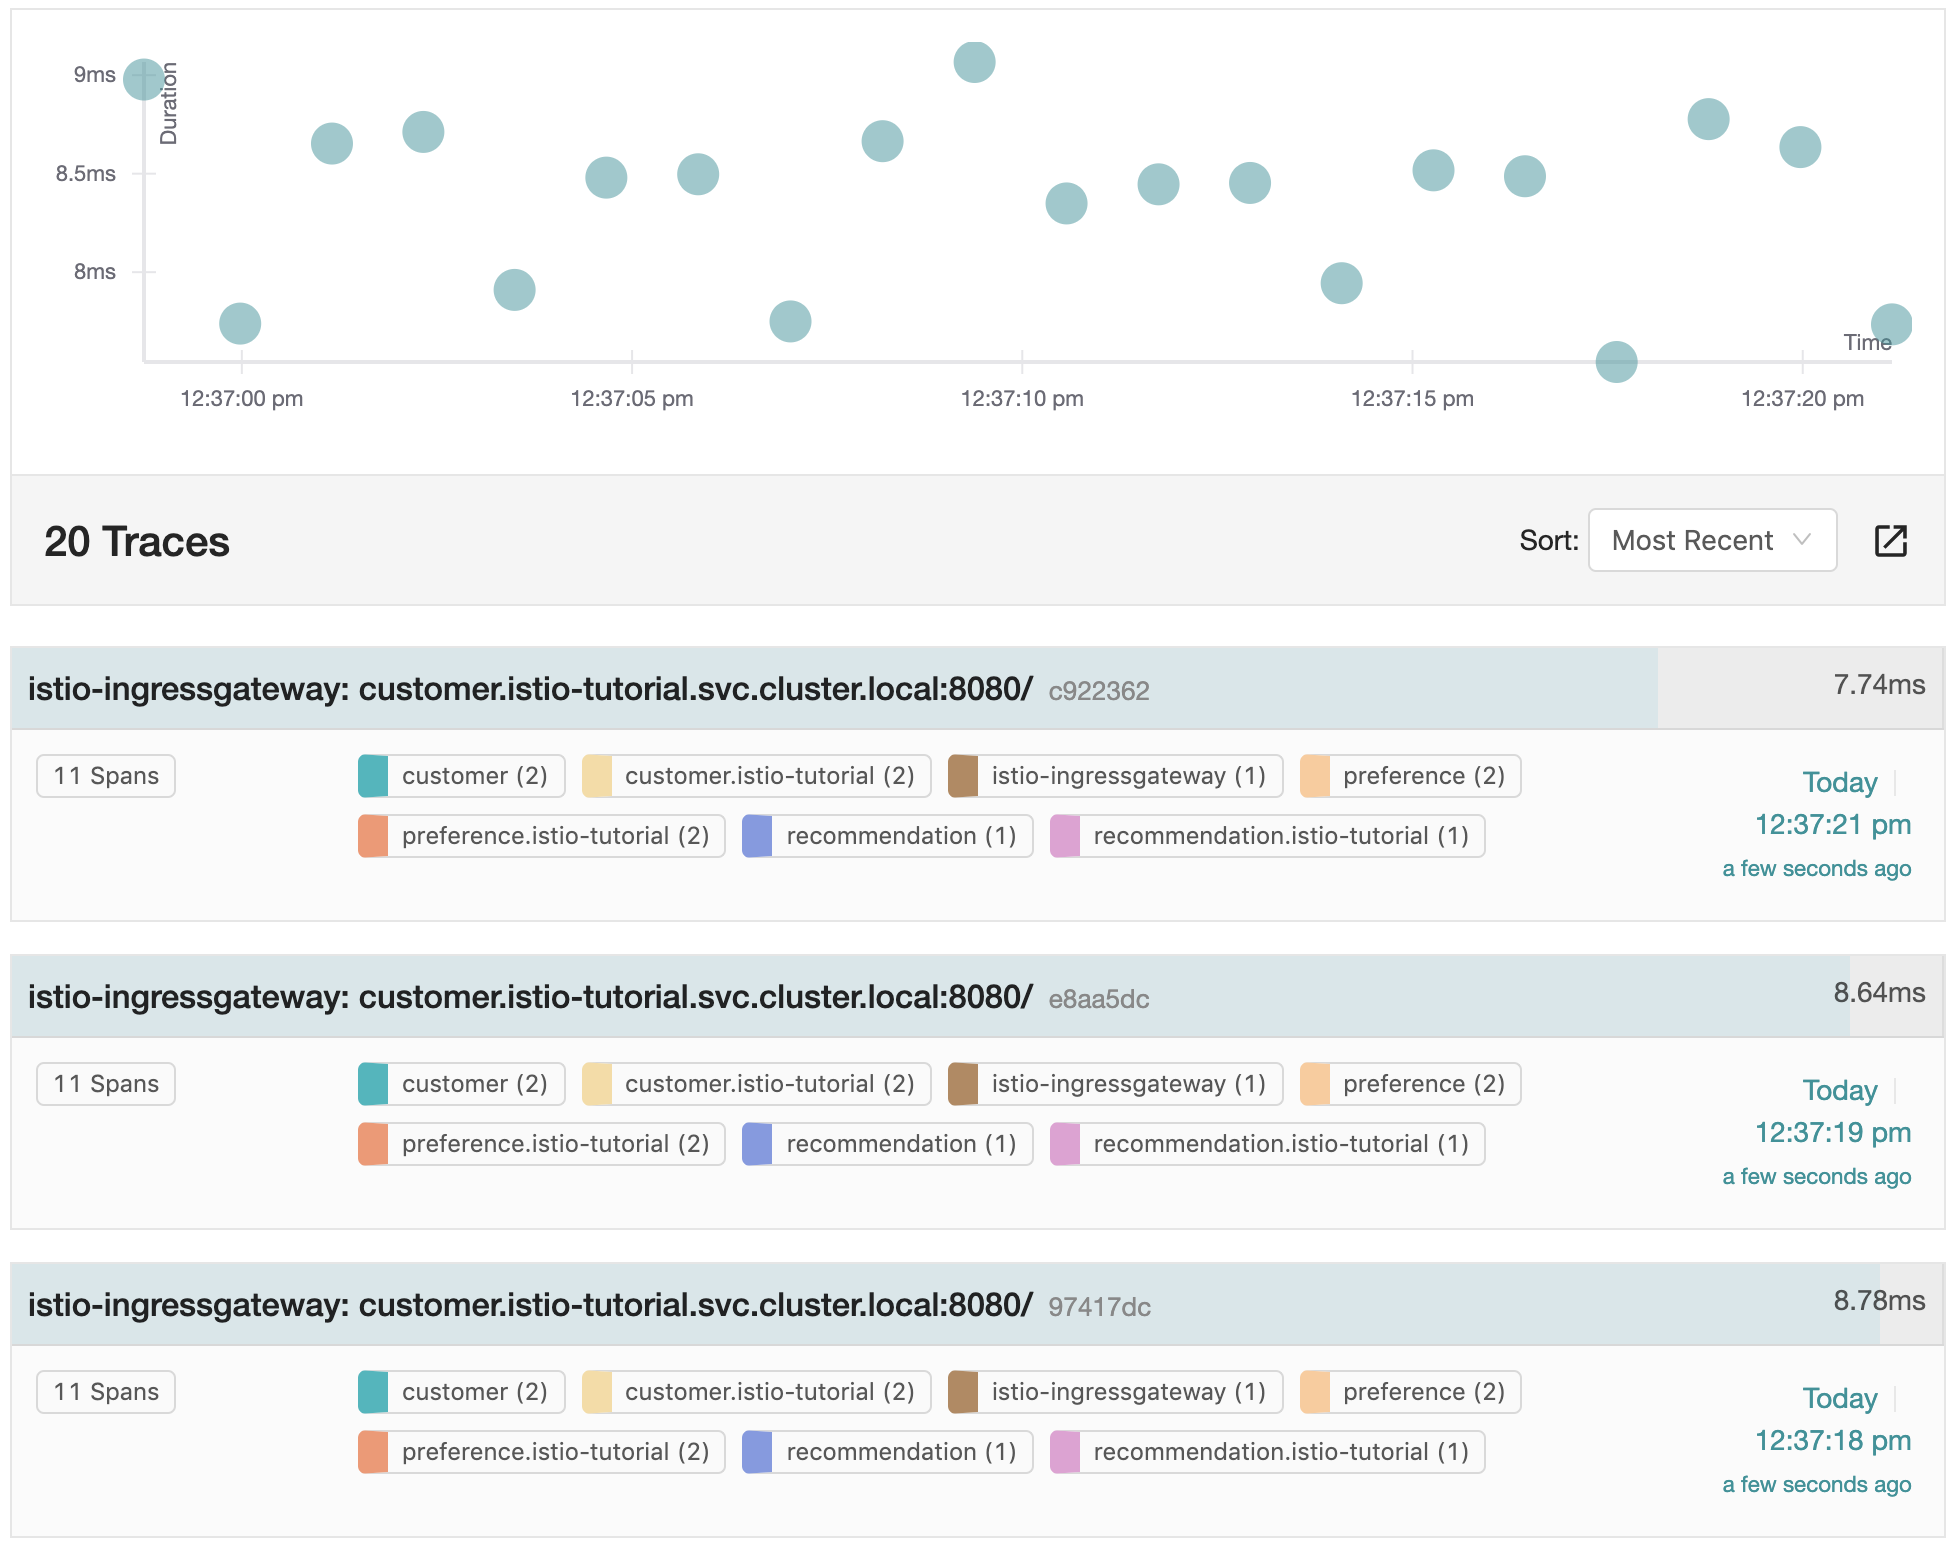 9ms
Duration
8.5ms
8ms
Time
12:37:00 pm 12:37:05 pm 12:37:10 pm 12:37:15 pm 12:37:20 pm
20 Traces Sort: Most Recent
istio-ingressgateway: customer.istio-tutorial.svc.cluster.local:8080/ c922362 7.74ms
11 Spans customer (2) customer.istio-tutorial (2) istio-ingressgateway (1) preference (2) Today
preference.istio-tutorial (2) recommendation (1) recommendation.istio-tutorial (1) 12:37:21 pm
a few seconds ago
istio-ingressgateway: customer.istio-tutorial.svc.cluster.local:8080/ e8aa5dc 8.64ms
11 Spans customer (2) customer.istio-tutorial (2) istio-ingressgateway (1) preference (2) Today
preference.istio-tutorial (2) recommendation (1) recommendation.istio-tutorial (1) 12:37:19 pm
a few seconds ago
istio-ingressgateway: customer.istio-tutorial.svc.cluster.local:8080/ 97417dc 8.78ms
11 Spans customer (2) customer.istio-tutorial (2) istio-ingressgateway (1) preference (2) Today
preference.istio-tutorial (2) recommendation (1) recommendation.istio-tutorial (1) 12:37:18 pm
a few seconds ago